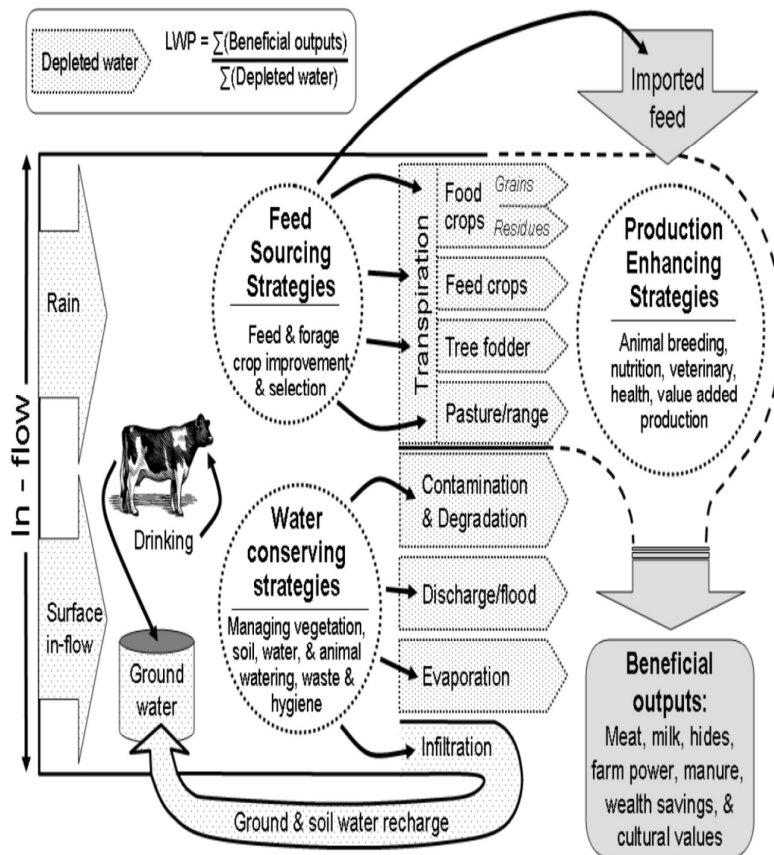 Depleted water
LWP = ∑(Beneficial outputs)
∑(Depleted water)
Imported
feed
In - flow
Rain
Surface
in-flow
Drinking
Ground
water
Feed
Sourcing
Strategies
Feed & forage
crop improvement
& selection
Water
conserving
strategies
Managing vegetation,
soil, water, & animal
watering, waste &
hygiene
Transpiration
Food
crops
Grains
Residues
Feed crops
Tree fodder
Pasture/range
Contamination
& Degradation
Discharge/flood
Evaporation
Infiltration
Ground & soil water recharge
Production
Enhancing
Strategies
Animal breeding,
nutrition, veterinary,
health, value added
production
Beneficial
outputs:
Meat, milk, hides,
farm power, manure,
wealth savings, &
cultural values